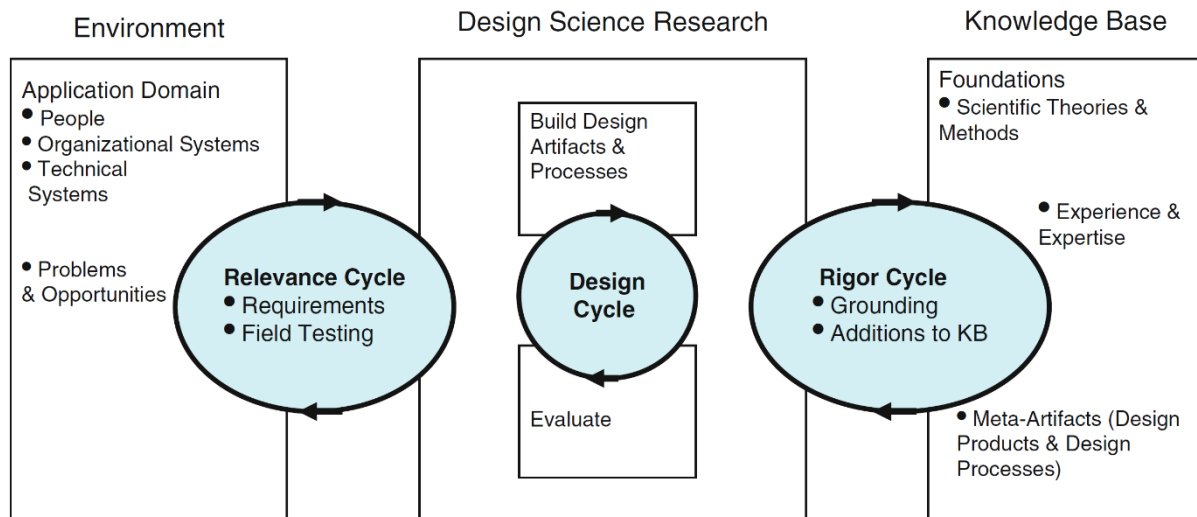 Environment
Design Science Research
Knowledge Base
Application Domain
● People
● Organizational Systems
● Technical
Systems
● Problems
& Opportunities
Relevance Cycle
● Requirements
● Field Testing
Build Design
Artifacts &
Processes
Design
Cycle
Evaluate
Rigor Cycle
● Grounding
● Additions to KB
Foundations
● Scientific Theories &
Methods
● Experience &
Expertise
● Meta-Artifacts (Design
Products & Design
Processes)